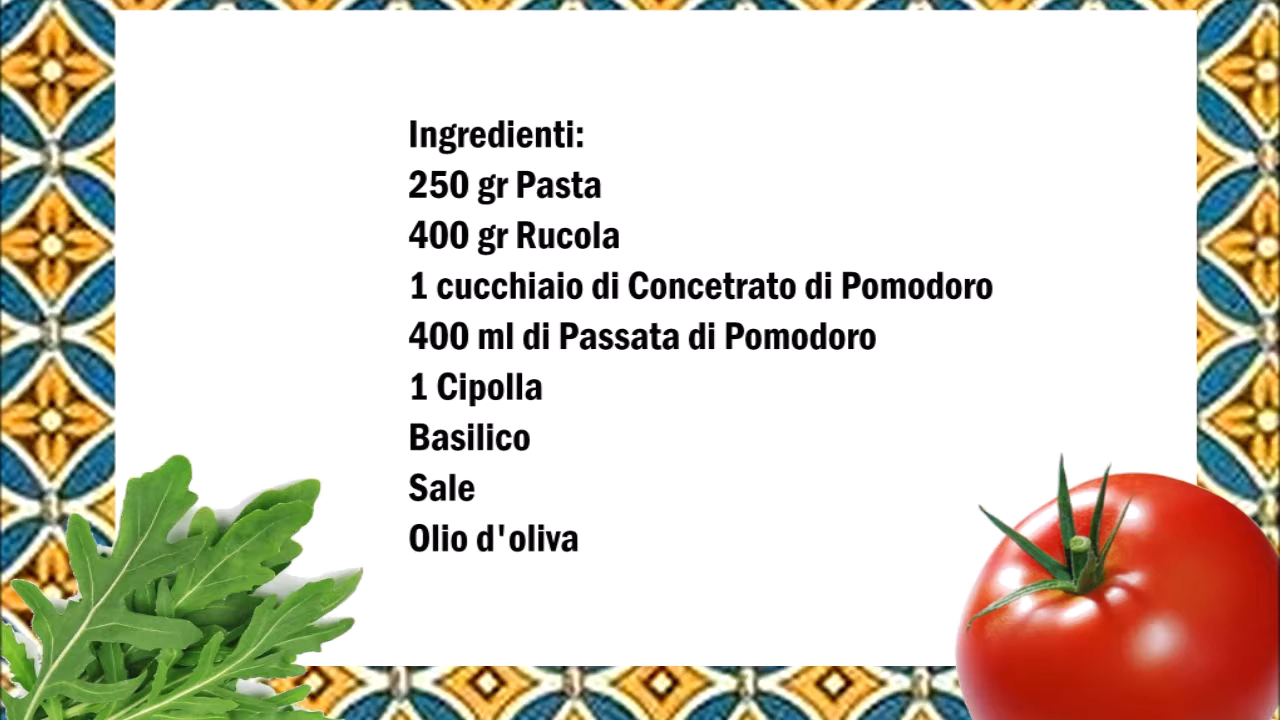 Ingredienti:
250 gr Pasta
400 gr Rucola
1 cucchiaio di Concetrato di Pomodoro
400 ml di Passata di Pomodoro
1 Cipolla
Basilico
Sale
Olio d'oliva